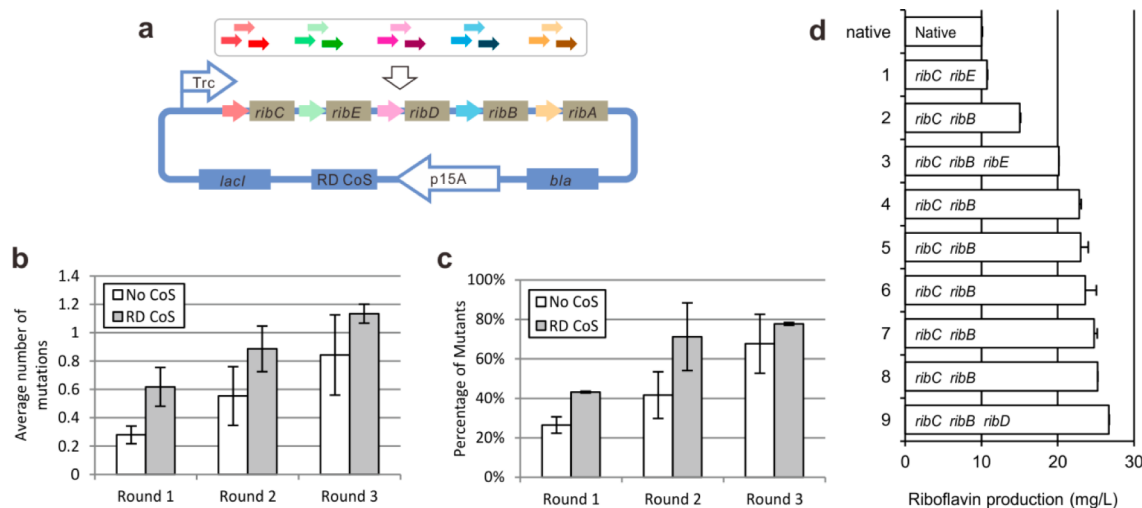 a
Trc
ribC
ribE
ribD
ribB
ribA
lacI
RD CoS
p15A
bla
b
Average number of
mutations
1.4
1.2
1
0.8
0.6
0.4
0.2
0
No CoS
RD CoS
Round 1
Round 2
Round 3
c
Percentage of Mutants
100%
80%
60%
40%
20%
0%
No CoS
RD CoS
Round 1
Round 2
Round 3
d
native Native
1 ribC ribE
2 ribC ribB
3 ribC ribB ribE
4 ribC ribB
5 ribC ribB
6 ribC ribB
7 ribC ribB
8 ribC ribB
9 ribC ribB ribD
0 10 20 30
Riboflavin production (mg/L)